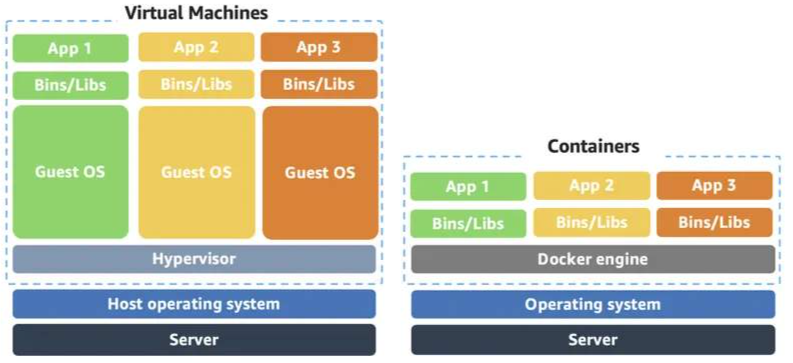 Virtual Machines
App 1 App 2 App 3
Bins/Libs Bins/Libs Bins/Libs
Guest OS Guest OS Guest OS
Hypervisor
Host operating system
Server
Containers
App 1 App 2 App 3
Bins/Libs Bins/Libs Bins/Libs
Docker engine
Operating system
Server